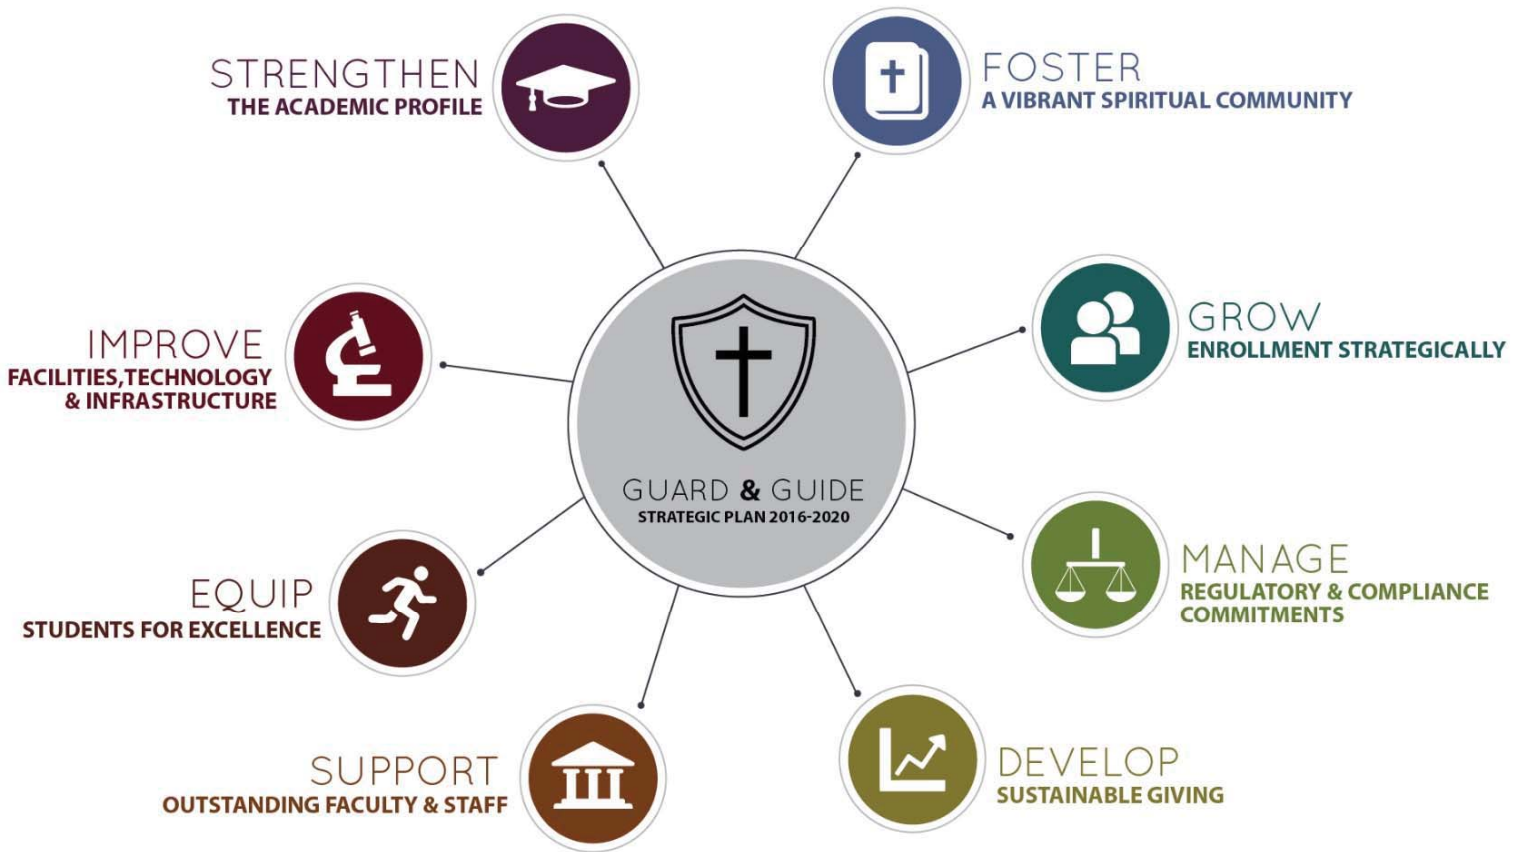 STRENGTHEN
THE ACADEMIC PROFILE
FOSTER
A VIBRANT SPIRITUAL COMMUNITY
GROW
ENROLLMENT STRATEGICALLY
IMPROVE
FACILITIES,TECHNOLOGY
& INFRASTRUCTURE
GUARD & GUIDE
STRATEGIC PLAN 2016-2020
MANAGE
REGULATORY & COMPLIANCE
COMMITMENTS
EQUIP
STUDENTS FOR EXCELLENCE
SUPPORT
OUTSTANDING FACULTY & STAFF
DEVELOP
SUSTAINABLE GIVING